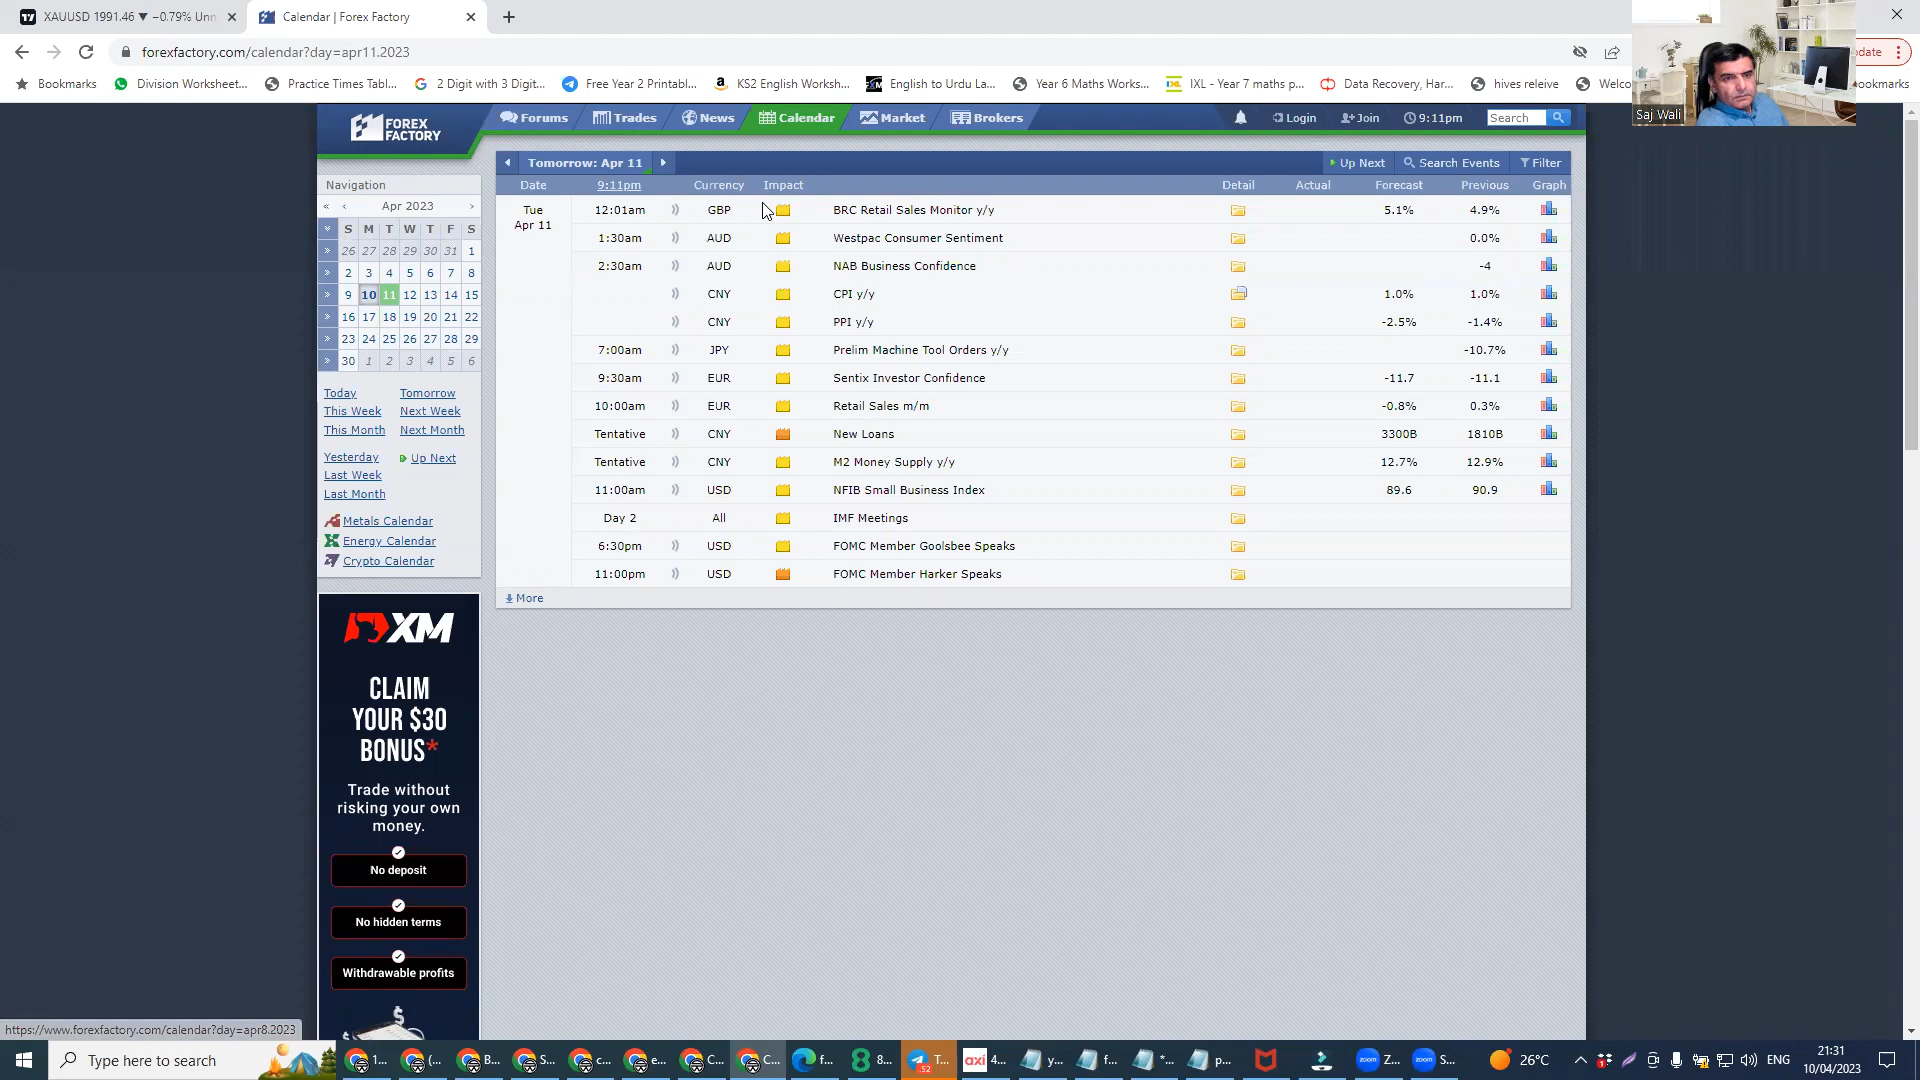 XAUUSD 1991.46 ▼ −0.79% Unn
Calendar | Forex Factory
forexfactory.com/calendar?day=apr11.2023
Bookmarks
Division Worksheet...
Practice Times Tabl...
2 Digit with 3 Digit...
Free Year 2 Printabl...
KS2 English Worksh...
English to Urdu La...
Year 6 Maths Works...
IXL - Year 7 maths p...
Data Recovery, Har...
hives releive
Saj Wali
FOREX FACTORY
Forums
Trades
News
Calendar
Market
Brokers
Login
Join
9:11pm
Search
Navigation
« ‹ Apr 2023 ›
S M T W T F S
26 27 28 29 30 31 1
2 3 4 5 6 7 8
9 10 11 12 13 14 15
16 17 18 19 20 21 22
23 24 25 26 27 28 29
30 1 2 3 4 5 6
Today Tomorrow
This Week Next Week
This Month Next Month
Yesterday Up Next
Last Week
Last Month
Metals Calendar
Energy Calendar
Crypto Calendar
Tomorrow: Apr 11
Up Next
Search Events
Filter
Date 9:11pm Currency Impact Detail Actual Forecast Previous Graph
Tue Apr 11
12:01am GBP BRC Retail Sales Monitor y/y 5.1% 4.9%
1:30am AUD Westpac Consumer Sentiment 0.0%
2:30am AUD NAB Business Confidence -4
CNY CPI y/y 1.0% 1.0%
CNY PPI y/y -2.5% -1.4%
7:00am JPY Prelim Machine Tool Orders y/y -10.7%
9:30am EUR Sentix Investor Confidence -11.7 -11.1
10:00am EUR Retail Sales m/m -0.8% 0.3%
Tentative CNY New Loans 3300B 1810B
Tentative CNY M2 Money Supply y/y 12.7% 12.9%
11:00am USD NFIB Small Business Index 89.6 90.9
Day 2 All IMF Meetings
6:30pm USD FOMC Member Goolsbee Speaks
11:00pm USD FOMC Member Harker Speaks
More
XM
CLAIM
YOUR $30
BONUS*
Trade without
risking your own
money.
No deposit
No hidden terms
Withdrawable profits
https://www.forexfactory.com/calendar?day=apr8.2023
Type here to search
1...
(...
B...
S...
c...
e...
C...
C...
f...
8...
T...
52
axi
4...
y...
f...
*...
p...
zoom
Z...
zoom
S...
26°C
ENG
21:31
10/04/2023